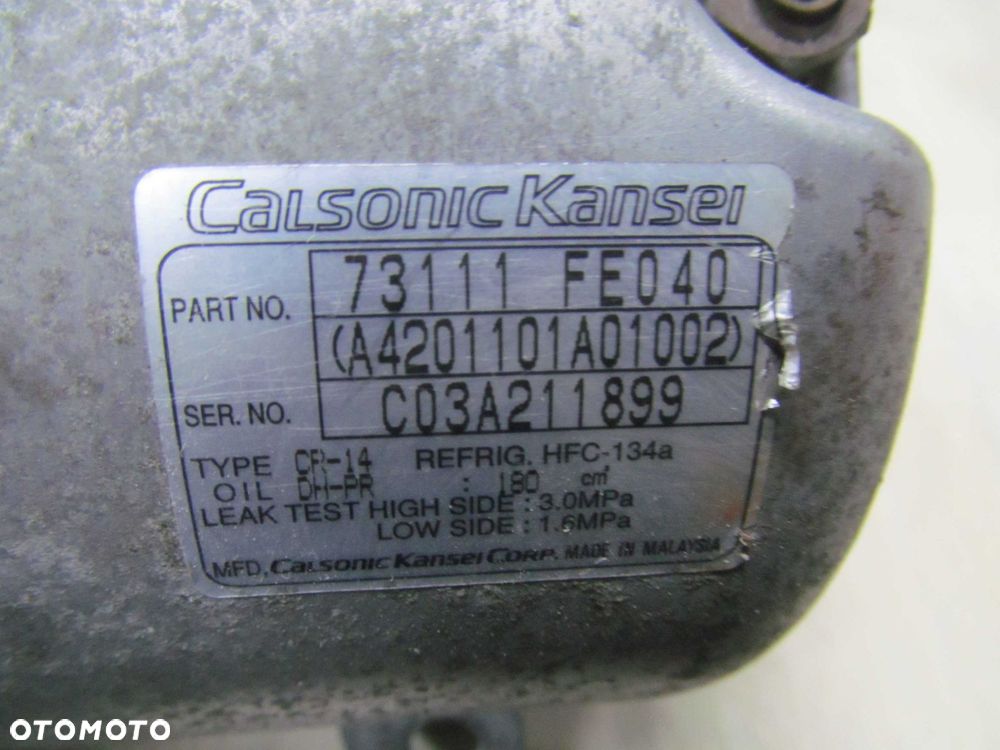 CALSONIC KANSEI
PART NO. 73111 FE040
(A4201101A01002)
SER. NO. C03A211899
TYPE CR-14 REFRIG. HFC-134a
OIL DH-PR : 180 cm³
LEAK TEST HIGH SIDE : 3.0MPa
LOW SIDE : 1.6MPa
MFD. CALSONIC KANSEI CORP. MADE IN MALAYSIA
OTOMOTO